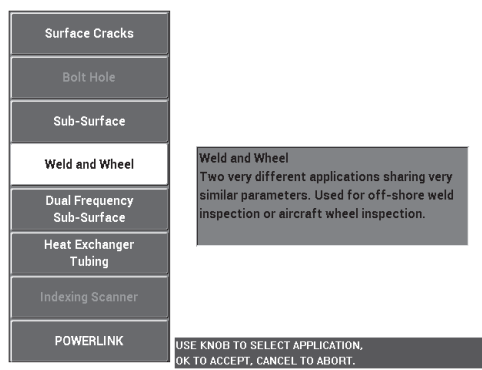 Surface Cracks
Bolt Hole
Sub-Surface
Weld and Wheel
Dual Frequency
Sub-Surface
Heat Exchanger
Tubing
Indexing Scanner
POWERLINK
Weld and Wheel
Two very different applications sharing very
similar parameters. Used for off-shore weld
inspection or aircraft wheel inspection.
USE KNOB TO SELECT APPLICATION,
OK TO ACCEPT, CANCEL TO ABORT.